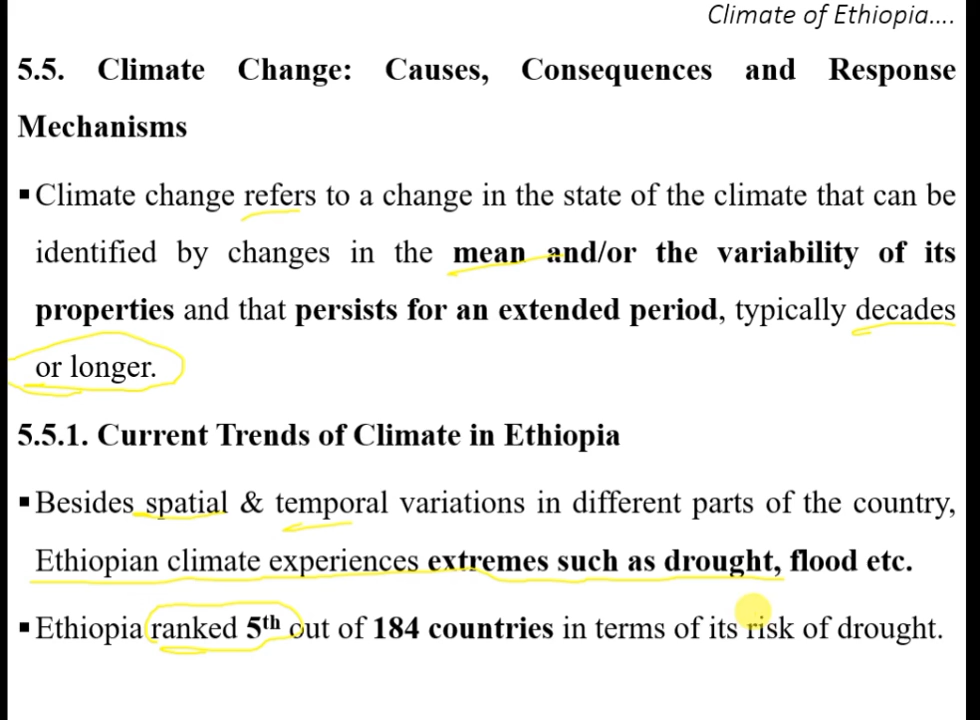 Climate of Ethiopia....
5.5. Climate Change: Causes, Consequences and Response
Mechanisms
▪ Climate change refers to a change in the state of the climate that can be
identified by changes in the mean and/or the variability of its
properties and that persists for an extended period, typically decades
or longer.
5.5.1. Current Trends of Climate in Ethiopia
▪ Besides spatial & temporal variations in different parts of the country,
Ethiopian climate experiences extremes such as drought, flood etc.
▪ Ethiopia ranked 5th out of 184 countries in terms of its risk of drought.